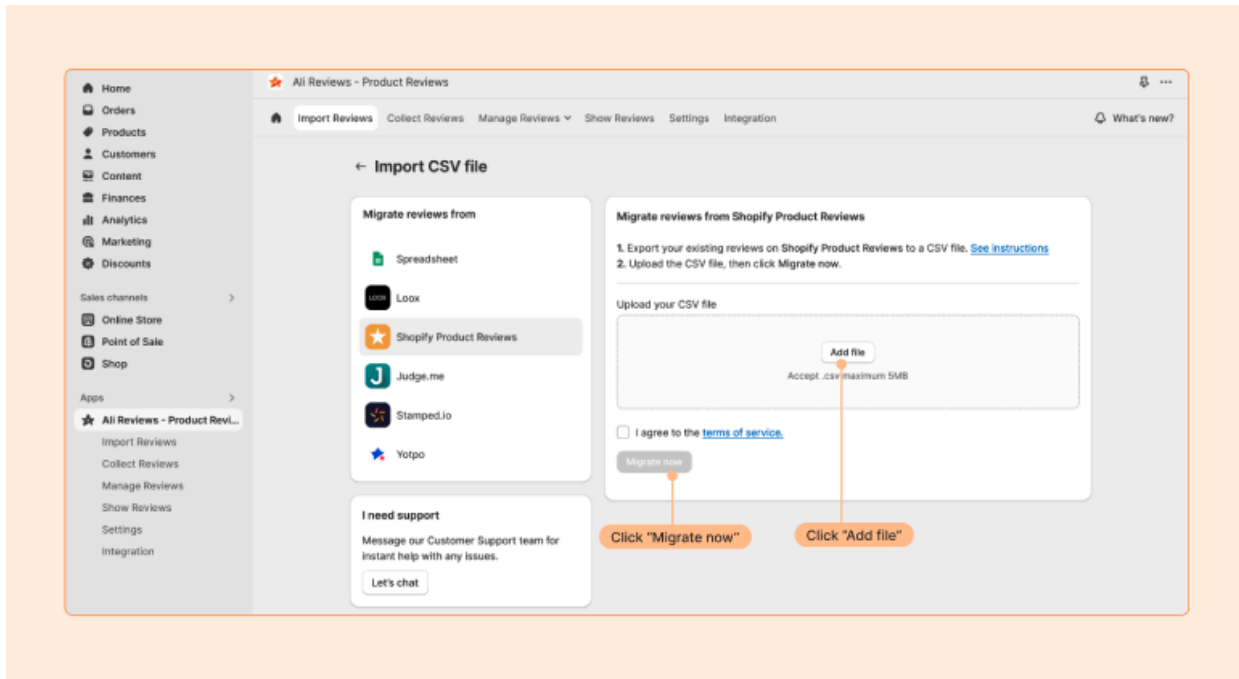 Home
Orders
Products
Customers
Content
Finances
Analytics
Marketing
Discounts
Sales channels
Online Store
Point of Sale
Shop
Apps
Ali Reviews - Product Revi...
Import Reviews
Collect Reviews
Manage Reviews
Show Reviews
Settings
Integration
Ali Reviews - Product Reviews
Import Reviews Collect Reviews Manage Reviews Show Reviews Settings Integration What's new?
← Import CSV file
Migrate reviews from
Spreadsheet
LOOX Loox
Shopify Product Reviews
J Judge.me
Stamped.io
Yotpo
I need support
Message our Customer Support team for
instant help with any issues.
Let's chat
Migrate reviews from Shopify Product Reviews
1. Export your existing reviews on Shopify Product Reviews to a CSV file. See instructions
2. Upload the CSV file, then click Migrate now.
Upload your CSV file
Add file
Accept .csv maximum 5MB
I agree to the terms of service.
Migrate now
Click "Migrate now"
Click "Add file"